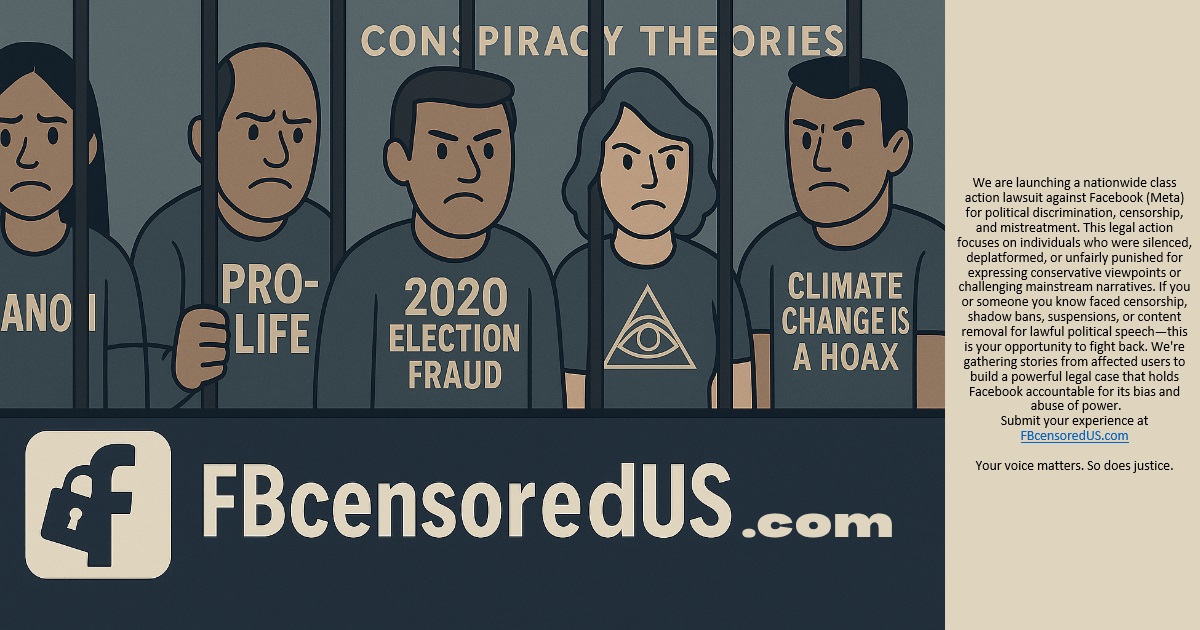 CONSPIRACY THEORIES
ANON
PRO-
LIFE
2020
ELECTION
FRAUD
CLIMATE
CHANGE IS
A HOAX
f
FBcensoredUS.com
We are launching a nationwide class
action lawsuit against Facebook (Meta)
for political discrimination, censorship,
and mistreatment. This legal action
focuses on individuals who were silenced,
deplatformed, or unfairly punished for
expressing conservative viewpoints or
challenging mainstream narratives. If you
or someone you know faced censorship,
shadow bans, suspensions, or content
removal for lawful political speech—this
is your opportunity to fight back. We're
gathering stories from affected users to
build a powerful legal case that holds
Facebook accountable for its bias and
abuse of power.
Submit your experience at
FBcensoredUS.com
Your voice matters. So does justice.